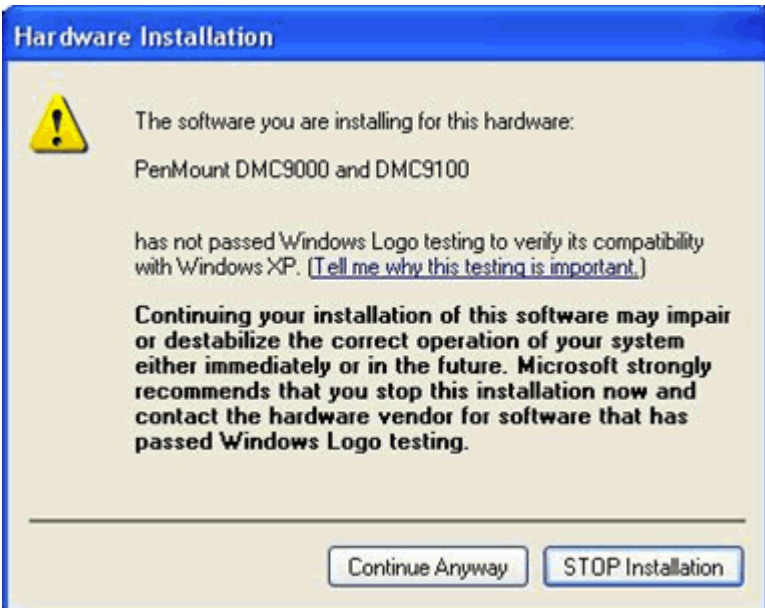 Hardware Installation
The software you are installing for this hardware:
PenMount DMC9000 and DMC9100
has not passed Windows Logo testing to verify its compatibility
with Windows XP. (Tell me why this testing is important.)
Continuing your installation of this software may impair
or destabilize the correct operation of your system
either immediately or in the future. Microsoft strongly
recommends that you stop this installation now and
contact the hardware vendor for software that has
passed Windows Logo testing.
Continue Anyway
STOP Installation